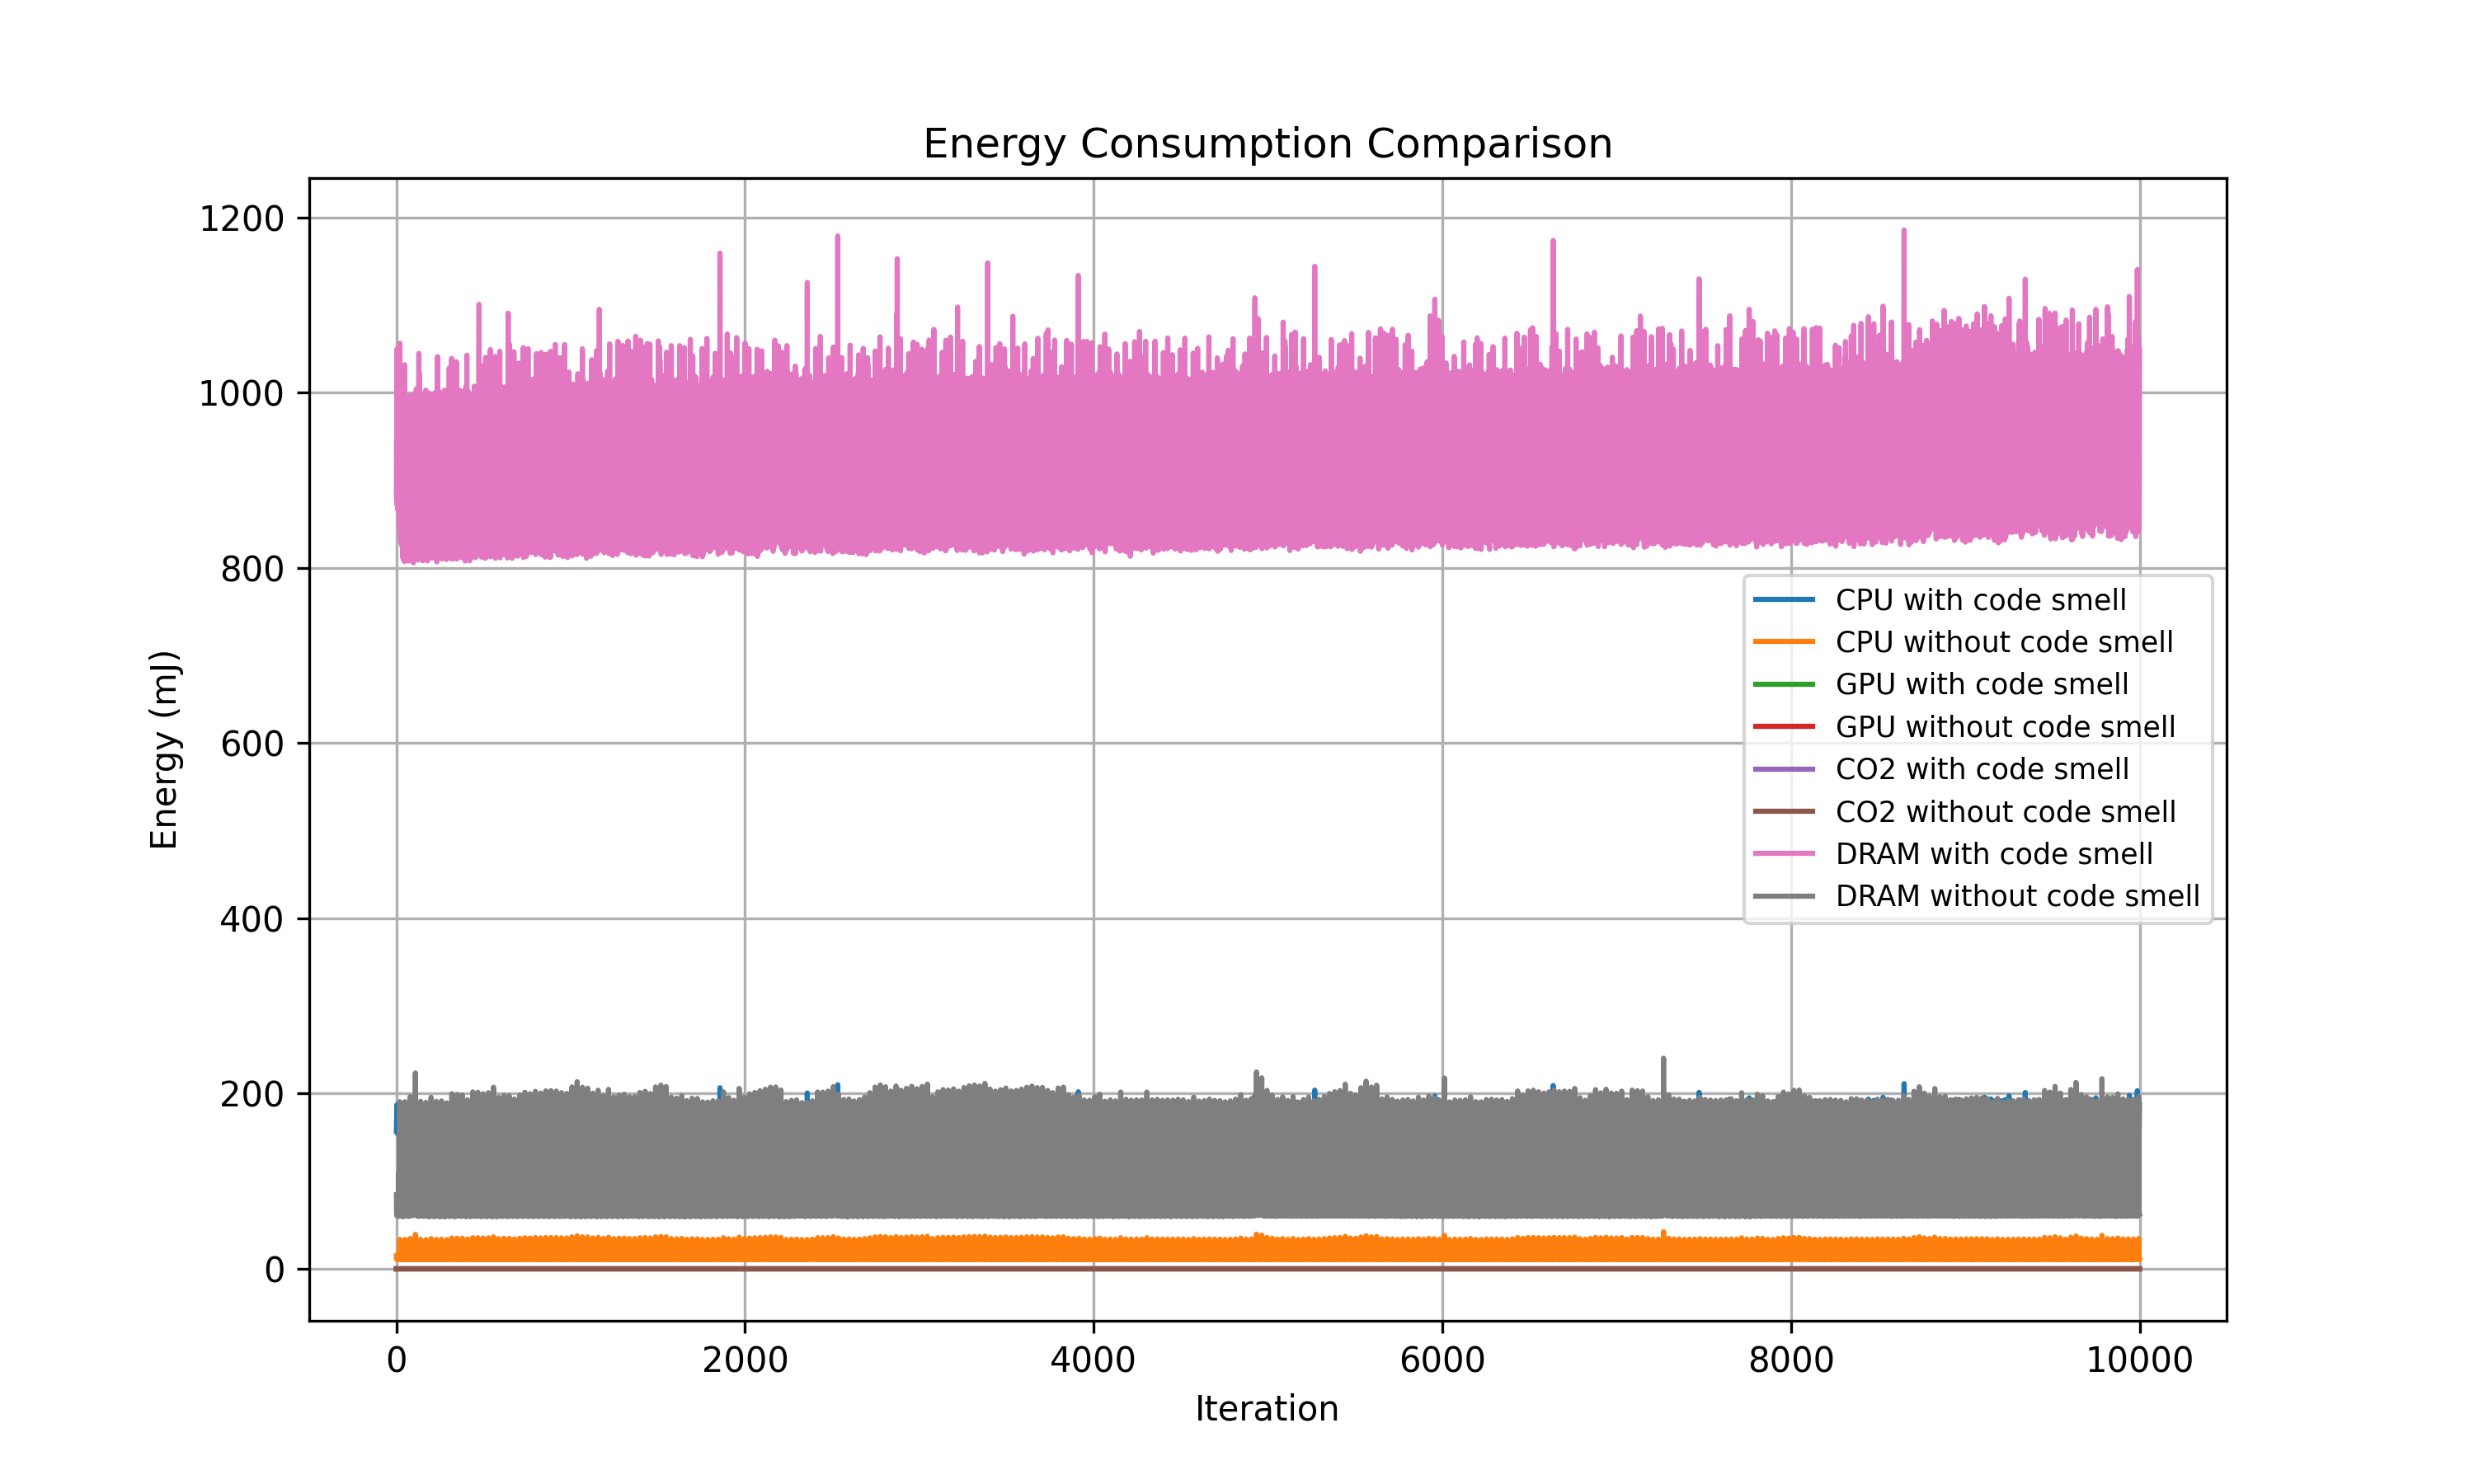 Energy Consumption Comparison
Energy (mJ)
1200
1000
800
600
400
200
0
CPU with code smell
CPU without code smell
GPU with code smell
GPU without code smell
CO2 with code smell
CO2 without code smell
DRAM with code smell
DRAM without code smell
0 2000 4000 6000 8000 10000
Iteration